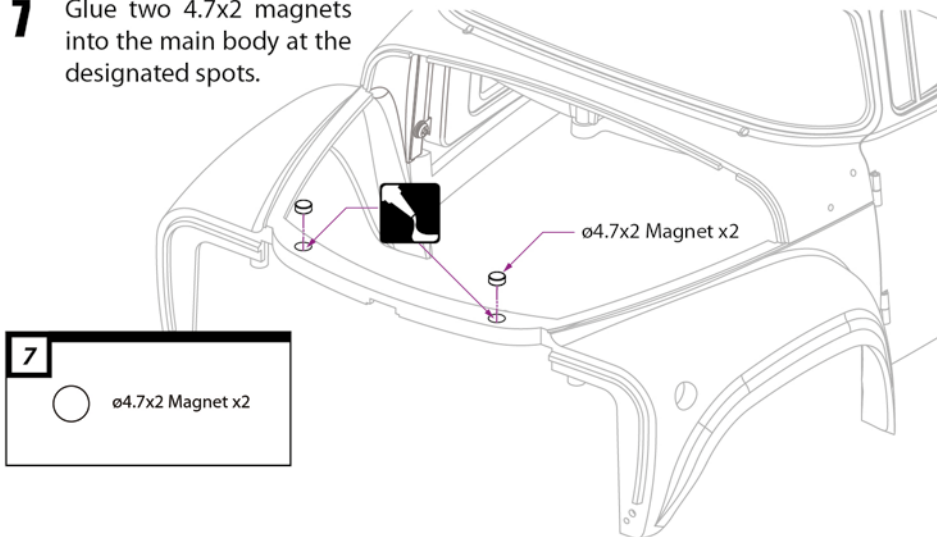 7
Glue two 4.7x2 magnets
into the main body at the
designated spots.
ø4.7x2 Magnet x2
7
ø4.7x2 Magnet x2